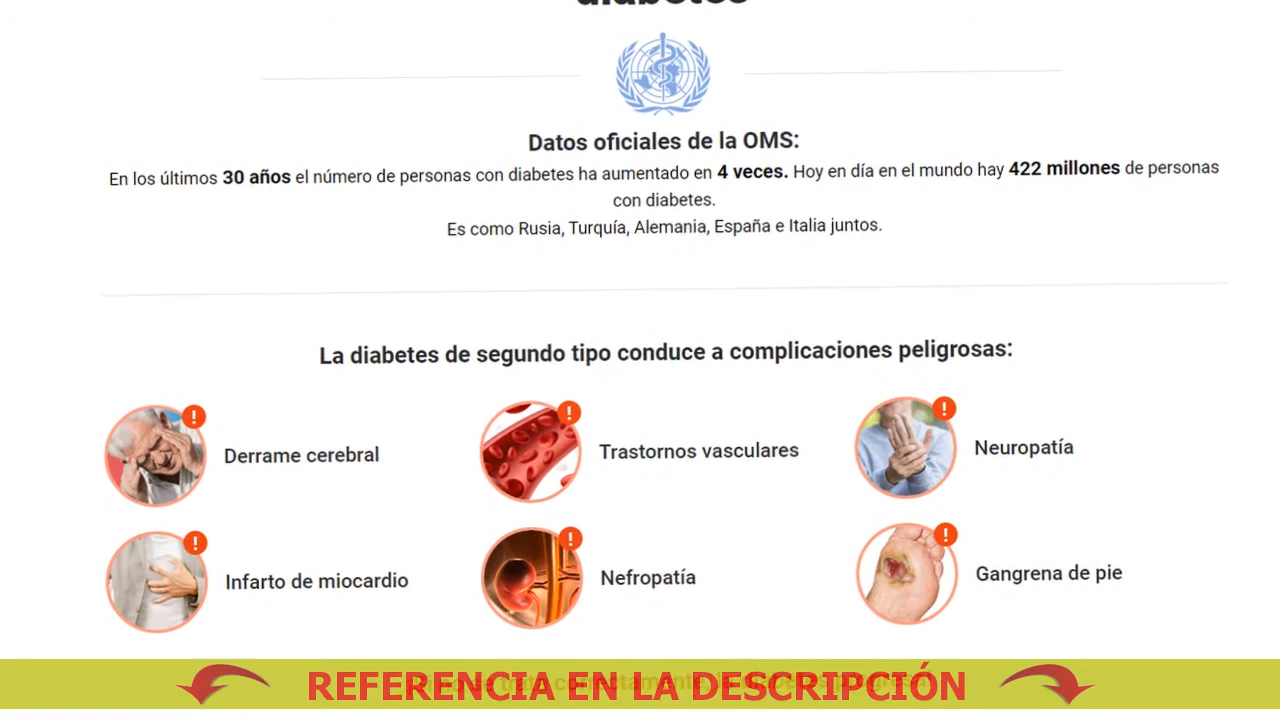 diabetes
Datos oficiales de la OMS:
En los últimos 30 años el número de personas con diabetes ha aumentado en 4 veces. Hoy en día en el mundo hay 422 millones de personas
con diabetes.
Es como Rusia, Turquía, Alemania, España e Italia juntos.
La diabetes de segundo tipo conduce a complicaciones peligrosas:
Derrame cerebral
Trastornos vasculares
Neuropatía
Infarto de miocardio
Nefropatía
Gangrena de pie
REFERENCIA EN LA DESCRIPCIÓN